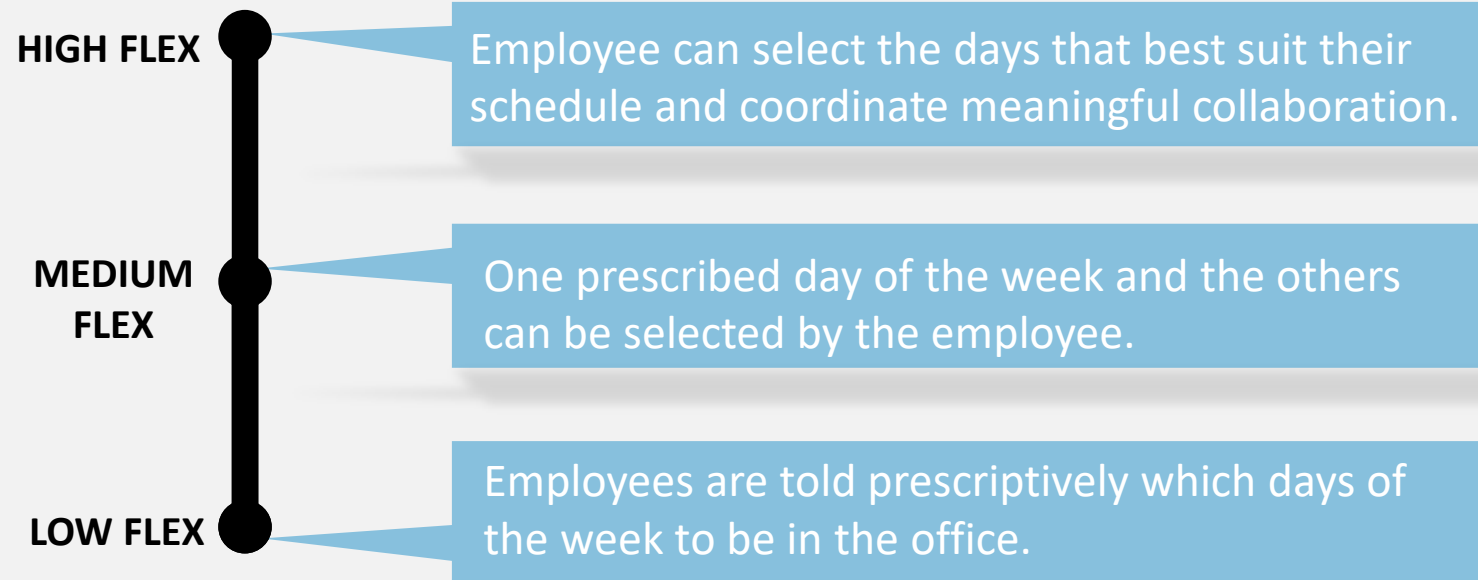 HIGH FLEX
Employee can select the days that best suit their
schedule and coordinate meaningful collaboration.
MEDIUM
FLEX
One prescribed day of the week and the others
can be selected by the employee.
LOW FLEX
Employees are told prescriptively which days of
the week to be in the office.